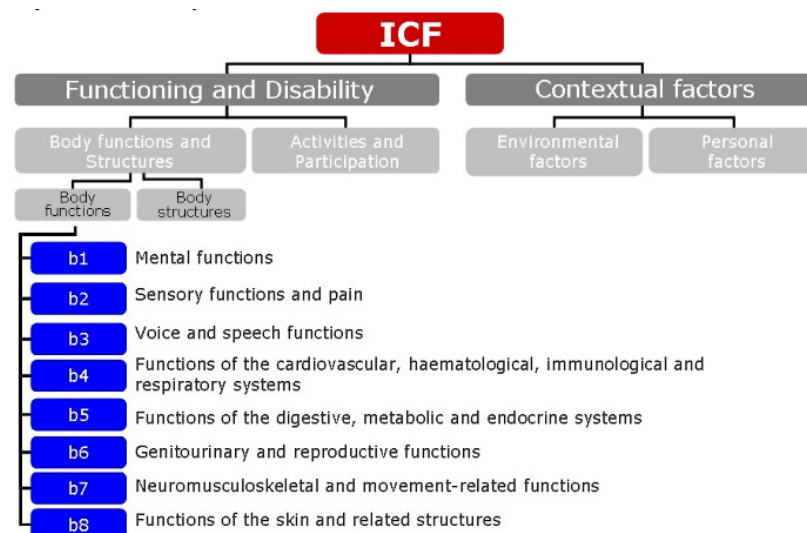 ICF
Functioning and Disability
Contextual factors
Body functions and
Structures
Activities and
Participation
Environmental
factors
Personal
factors
Body
functions
Body
structures
b1 Mental functions
b2 Sensory functions and pain
b3 Voice and speech functions
b4 Functions of the cardiovascular, haematological, immunological and
respiratory systems
b5 Functions of the digestive, metabolic and endocrine systems
b6 Genitourinary and reproductive functions
b7 Neuromusculoskeletal and movement-related functions
b8 Functions of the skin and related structures